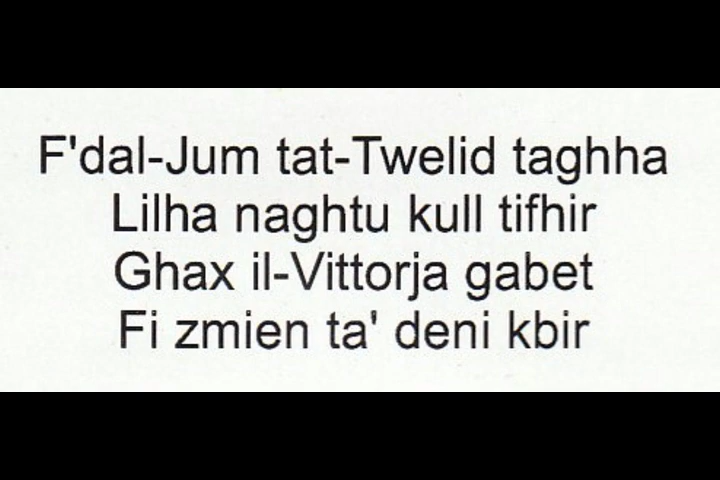 F'dal-Jum tat-Twelid taghha
Lilha naghtu kull tifhir
Ghax il-Vittorja gabet
Fi zmien ta' deni kbir